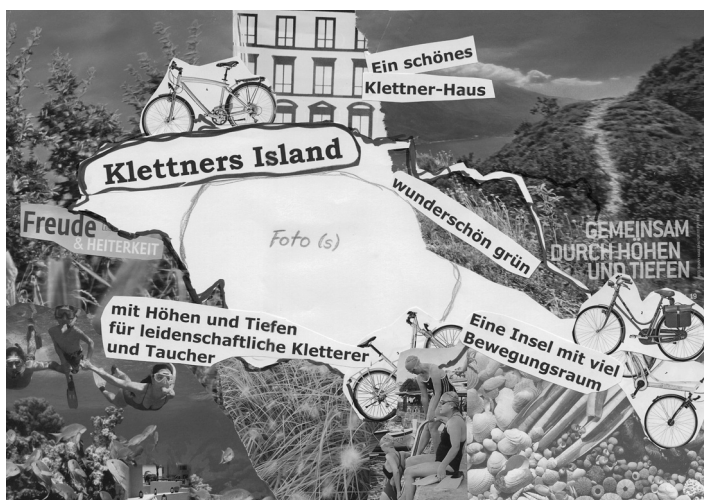 Ein schönes
Klettner-Haus
Klettners Island
wunderschön grün
Freude
& HEITERKEIT
Foto (s)
GEMEINSAM
DURCH HÖHEN
UND TIEFEN
mit Höhen und Tiefen
für leidenschaftliche Kletterer
und Taucher
Eine Insel mit viel
Bewegungsraum